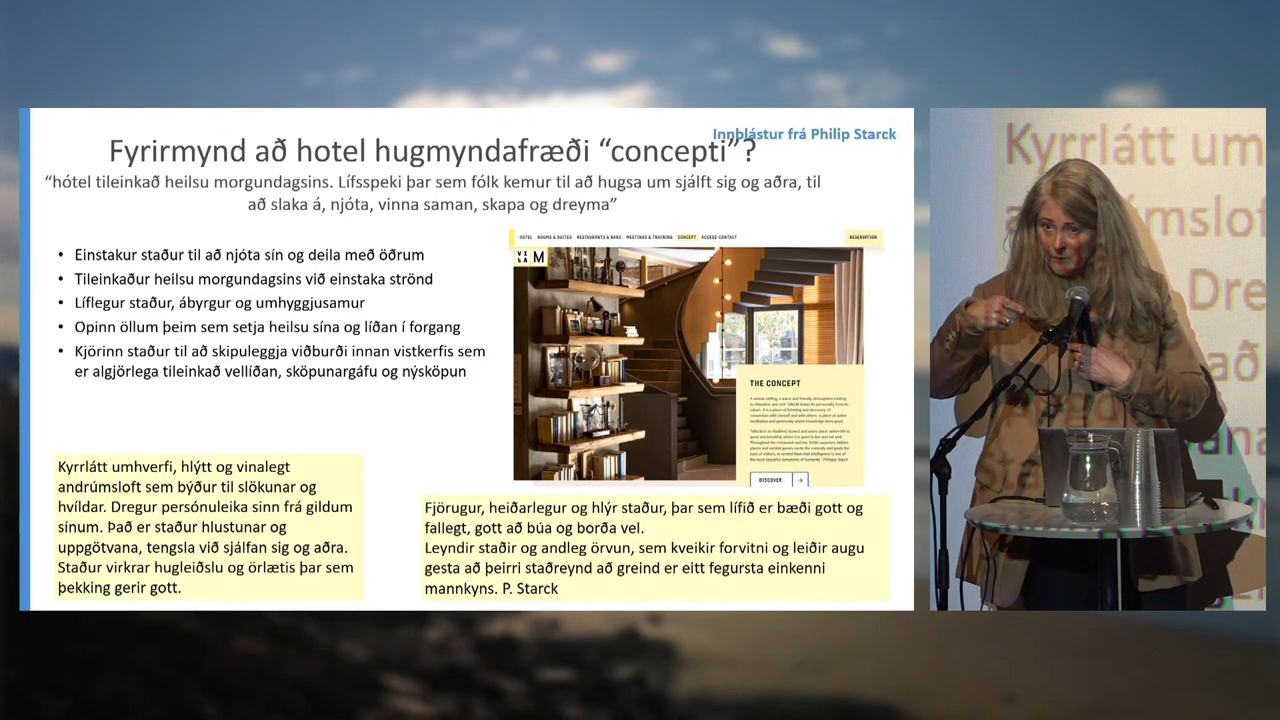 Innblástur frá Philip Starck
Fyrirmynd að hotel hugmyndafræði “concepti”?
“hótel tileinkað heilsu morgundagsins. Lífsspeki þar sem fólk kemur til að hugsa um sjálft sig og aðra, til
að slaka á, njóta, vinna saman, skapa og dreyma”
• Einstakur staður til að njóta sín og deila með öðrum
• Tileinkaður heilsu morgundagsins við einstaka strönd
• Líflegur staður, ábyrgur og umhyggjusamur
• Opinn öllum þeim sem setja heilsu sína og líðan í forgang
• Kjörinn staður til að skipuleggja viðburði innan vistkerfis sem
er algjörlega tileinkað vellíðan, sköpunargáfu og nýsköpun
HOTEL ROOMS & SUITES RESTAURANTS & BARS MEETINGS & TRAINING CONCEPT ACCESS-CONTACT RESERVATION
VI
LA M
THE CONCEPT
DISCOVER →
Kyrrlátt umhverfi, hlýtt og vinalegt
andrúmsloft sem býður til slökunar og
hvíldar. Dregur persónuleika sinn frá gildum
sínum. Það er staður hlustunar og
uppgötvana, tengsla við sjálfan sig og aðra.
Staður virkrar hugleiðslu og örlætis þar sem
þekking gerir gott.
Fjörugur, heiðarlegur og hlýr staður, þar sem lífið er bæði gott og
fallegt, gott að búa og borða vel.
Leyndir staðir og andleg örvun, sem kveikir forvitni og leiðir augu
gesta að þeirri staðreynd að greind er eitt fegursta einkenni
mannkyns. P. Starck
Kyrrlátt um
Dre
að